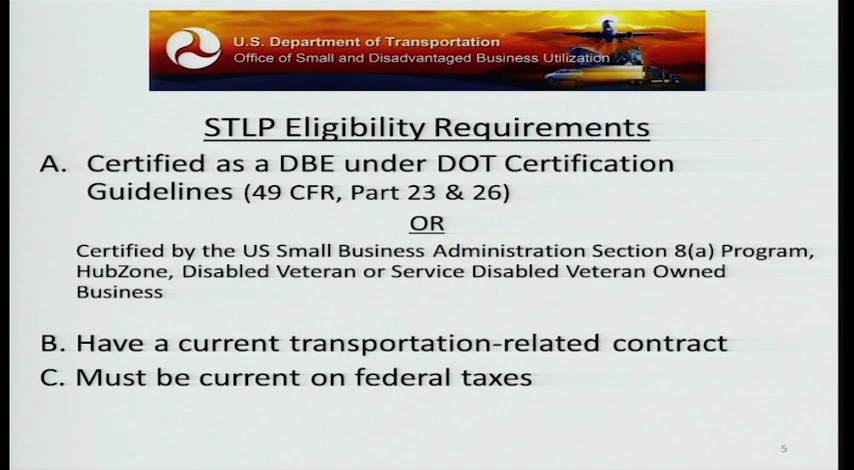 U.S. Department of Transportation
Office of Small and Disadvantaged Business Utilization
STLP Eligibility Requirements
A. Certified as a DBE under DOT Certification
Guidelines (49 CFR, Part 23 & 26)
OR
Certified by the US Small Business Administration Section 8(a) Program,
HubZone, Disabled Veteran or Service Disabled Veteran Owned
Business
B. Have a current transportation-related contract
C. Must be current on federal taxes
5